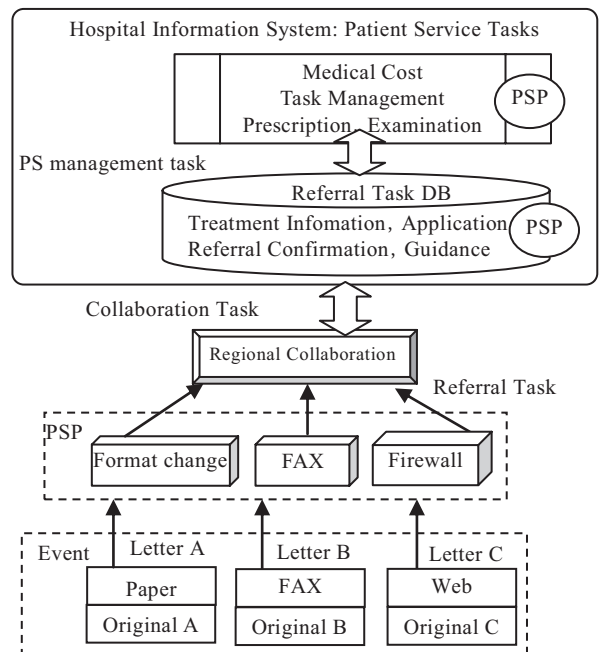 Hospital Information System: Patient Service Tasks
Medical Cost
Task Management
Prescription, Examination
PSP
PS management task
Referral Task DB
Treatment Infomation, Application
Referral Confirmation, Guidance
PSP
Collaboration Task
Regional Collaboration
Referral Task
PSP
Format change
FAX
Firewall
Event
Letter A
Letter B
Letter C
Paper
FAX
Web
Original A
Original B
Original C